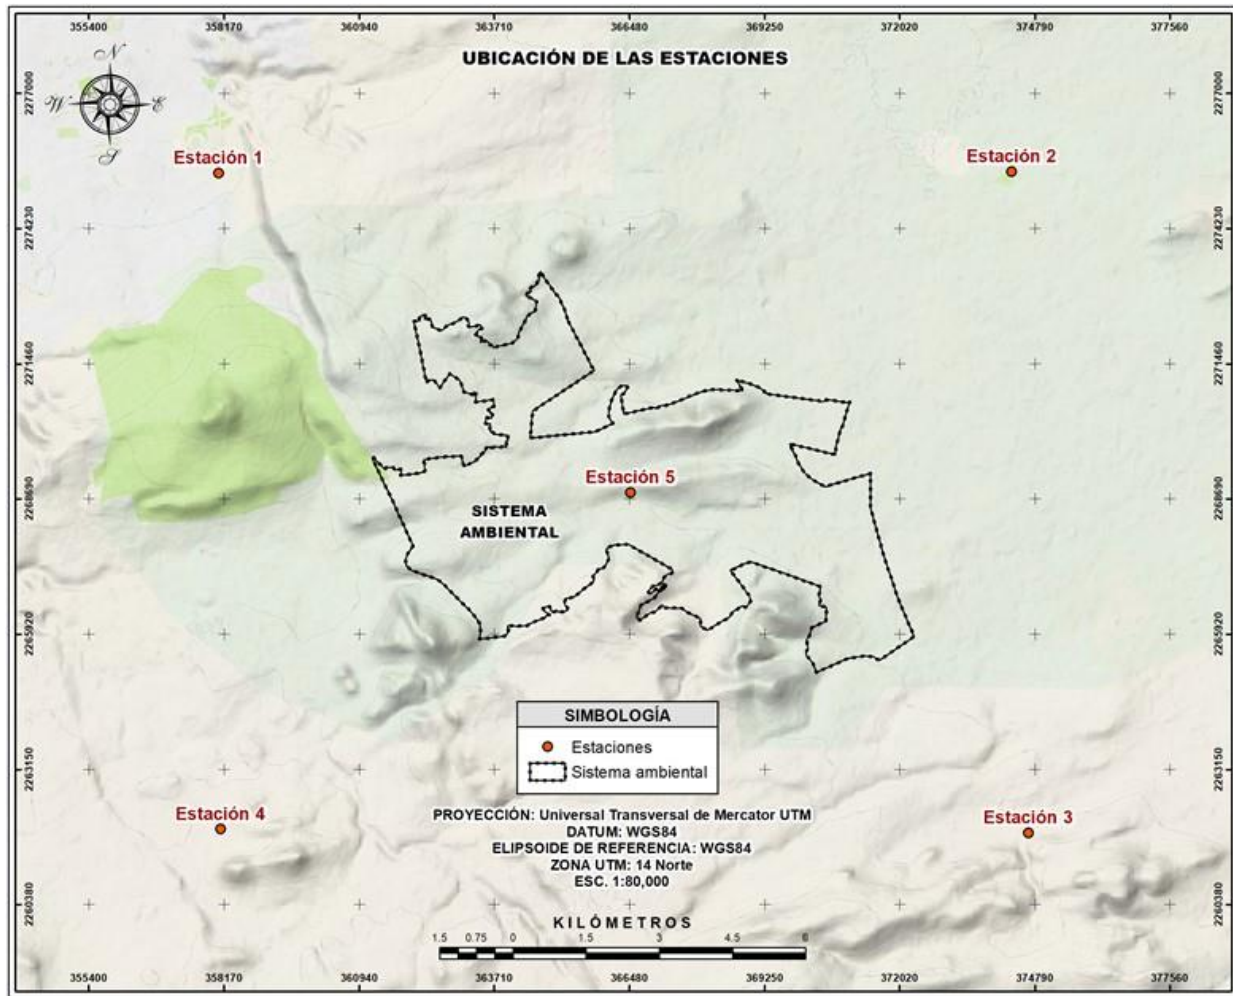 355400 358170 360940 363710 366480 369250 372020 374790 377560
UBICACIÓN DE LAS ESTACIONES
N
W E
S
2277000 2277000
Estación 1
Estación 2
2274230 2274230
2271460 2271460
Estación 5
2268690 2268690
SISTEMA
AMBIENTAL
2265920 2265920
SIMBOLOGÍA
Estaciones
Sistema ambiental
2263150 2263150
Estación 4
Estación 3
PROYECCIÓN: Universal Transversal de Mercator UTM
DATUM: WGS84
ELIPSOIDE DE REFERENCIA: WGS84
ZONA UTM: 14 Norte
ESC. 1:80,000
2260380 2260380
KILÓMETROS
1.5 0.75 0 1.5 3 4.5 6
355400 358170 360940 363710 366480 369250 372020 374790 377560